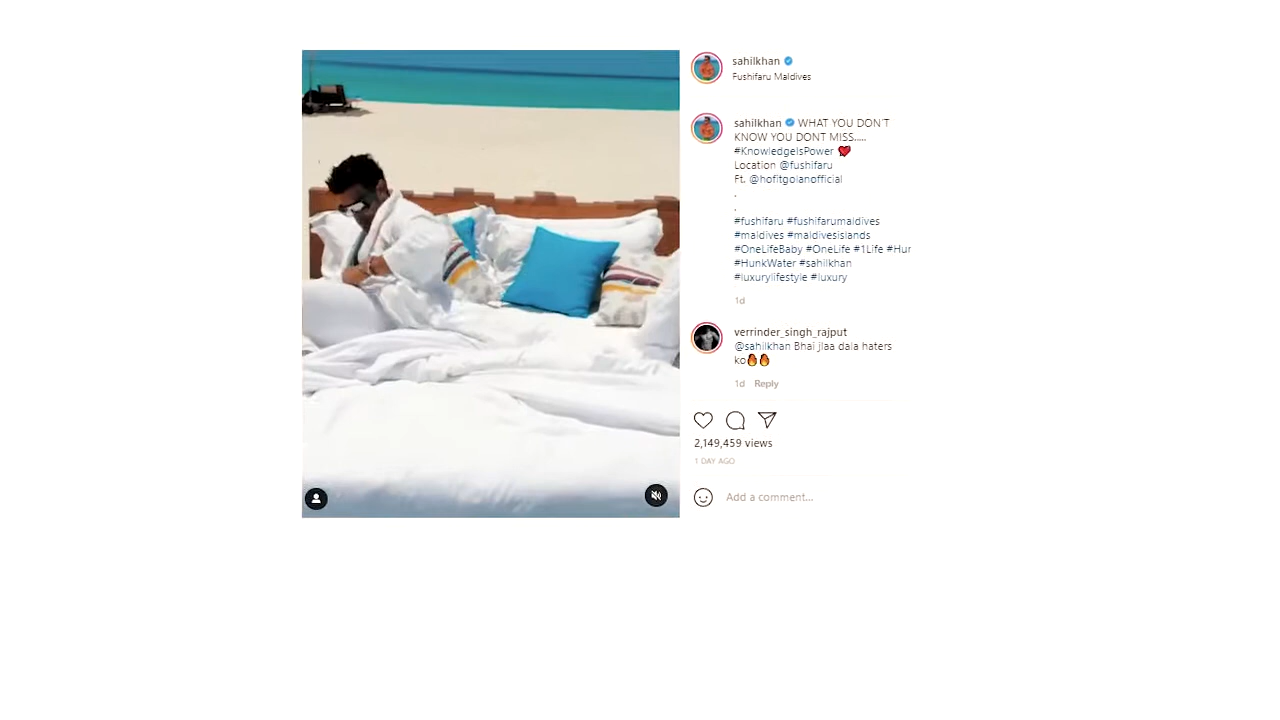 sahilkhan
Fushifaru Maldives
sahilkhan WHAT YOU DON'T
KNOW YOU DONT MISS.....
#KnowledgeIsPower
Location @fushifaru
Ft. @hofitgolanofficial
.
.
#fushifaru #fushifarumaldives
#maldives #maldivesislands
#OneLifeBaby #OneLife #1Life #Hur
#HunkWater #sahilkhan
#luxurylifestyle #luxury
1d
verrinder_singh_rajput
@sahilkhan Bhai jlaa dala haters
ko
1d Reply
2,149,459 views
1 DAY AGO
Add a comment...